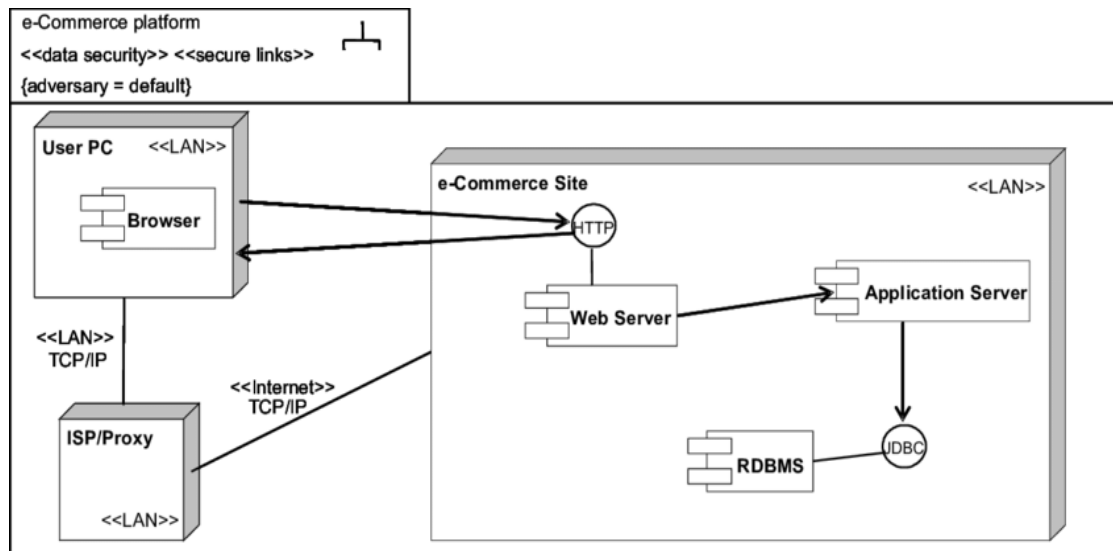 e-Commerce platform
<<data security>> <<secure links>>
{adversary = default}
User PC
<<LAN>>
Browser
e-Commerce Site
<<LAN>>
HTTP
Web Server
Application Server
<<LAN>>
TCP/IP
<<Internet>>
TCP/IP
ISP/Proxy
<<LAN>>
RDBMS
JDBC